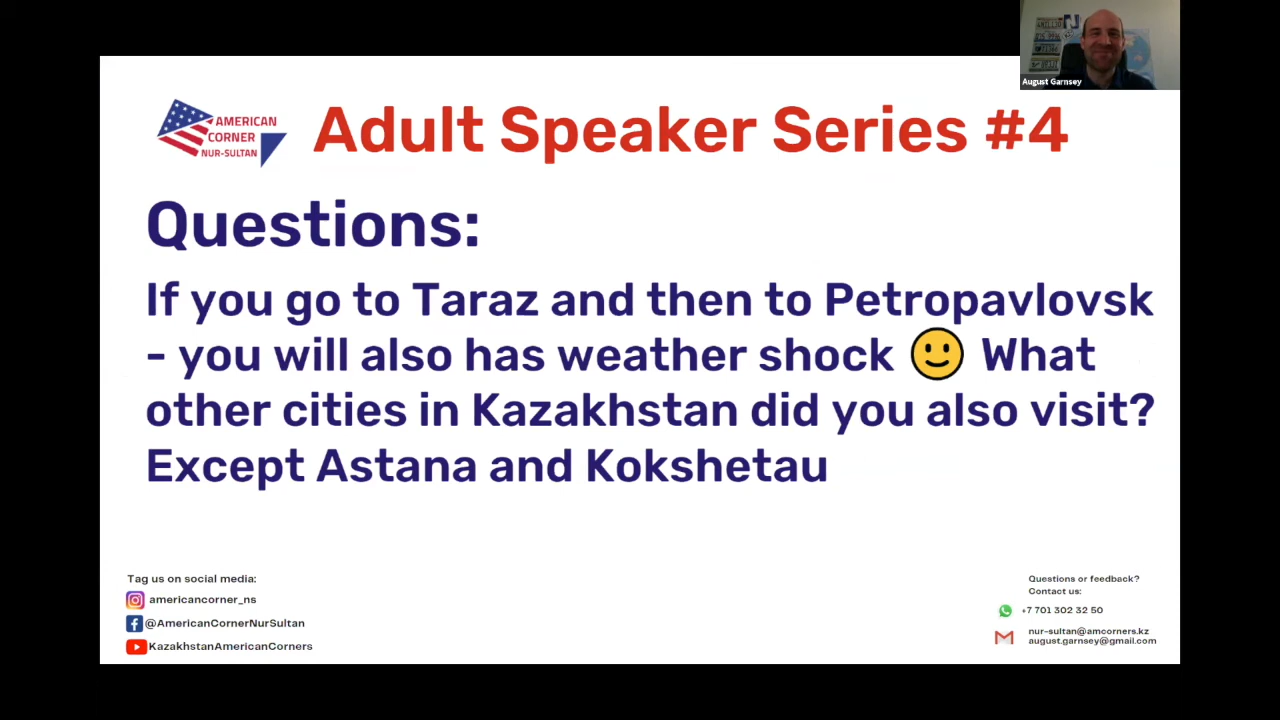 August Garnsey
AMERICAN
CORNER
NUR-SULTAN
Adult Speaker Series #4
Questions:
If you go to Taraz and then to Petropavlovsk
- you will also has weather shock 🙂 What
other cities in Kazakhstan did you also visit?
Except Astana and Kokshetau
Tag us on social media:
americancorner_ns
@AmericanCornerNurSultan
KazakhstanAmericanCorners
Questions or feedback?
Contact us:
+7 701 302 32 50
nur-sultan@amcorners.kz
august.garnsey@gmail.com